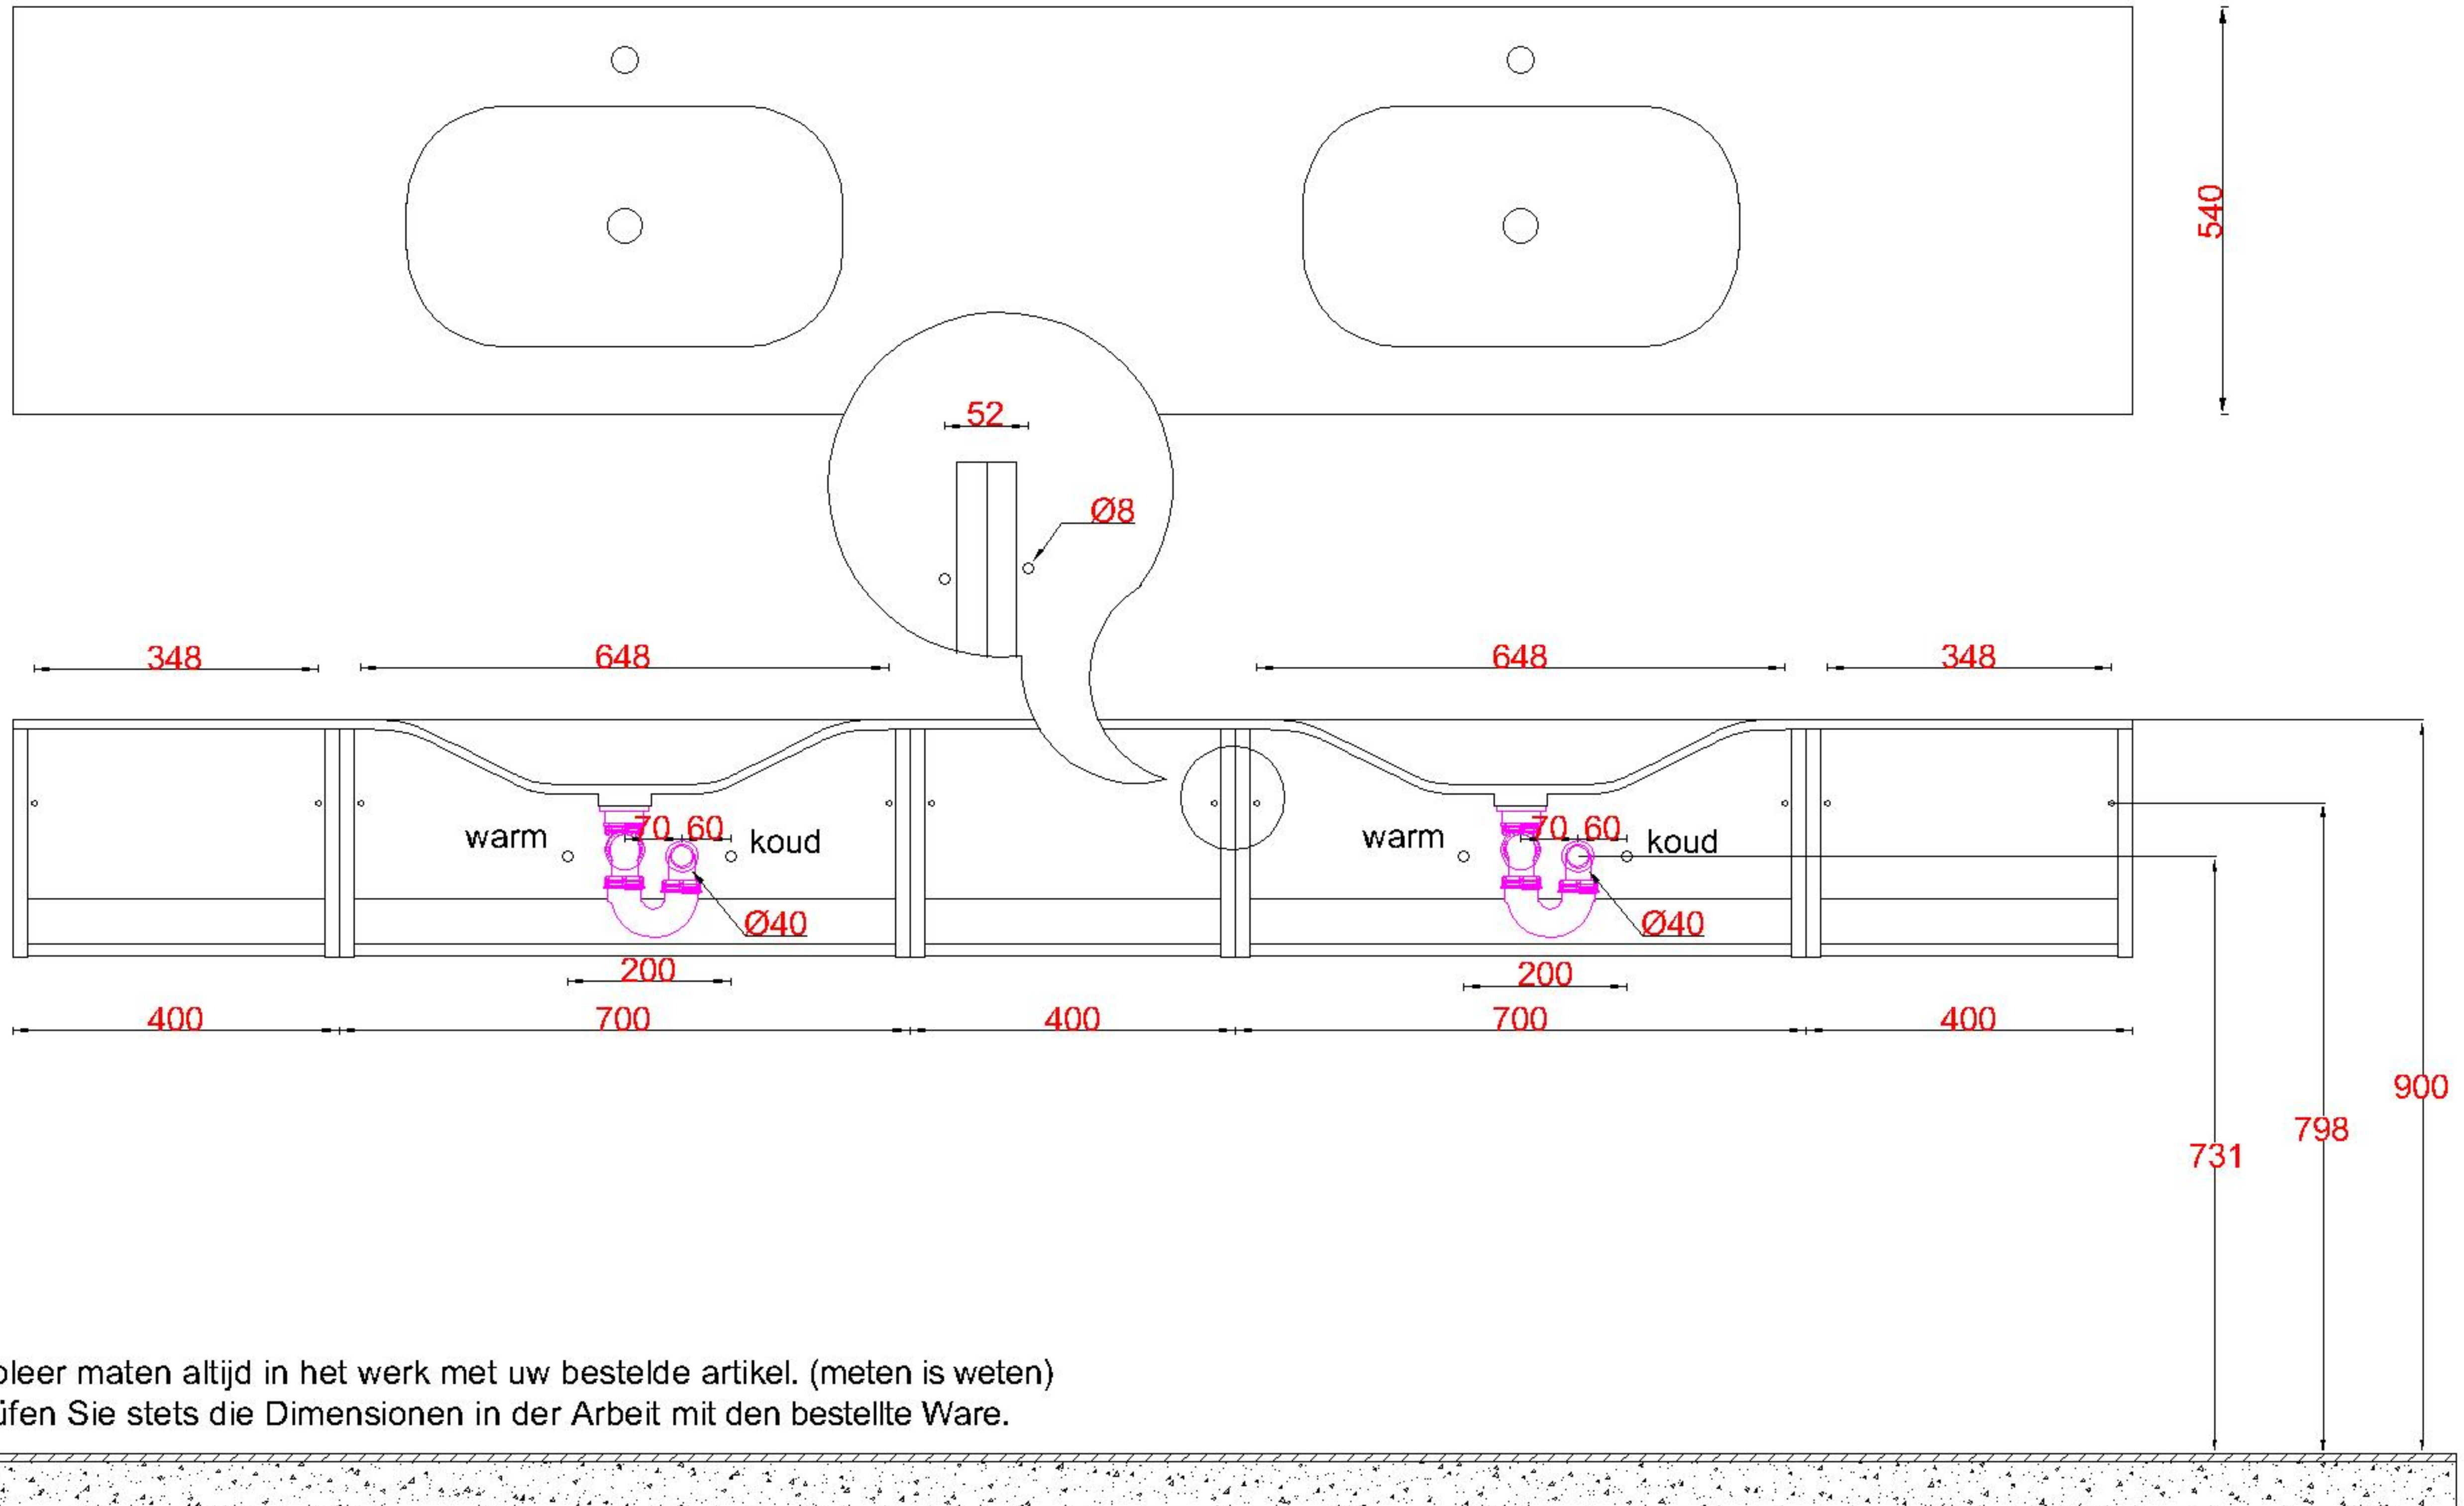 540
52
Ø8
348 648 648 348
70 60 70 60
warm koud warm koud
Ø40 Ø40
200 200
400 700 400 700 400
900
798
731
oleer maten altijd in het werk met uw bestelde artikel. (meten is weten)
üfen Sie stets die Dimensionen in der Arbeit mit den bestellte Ware.